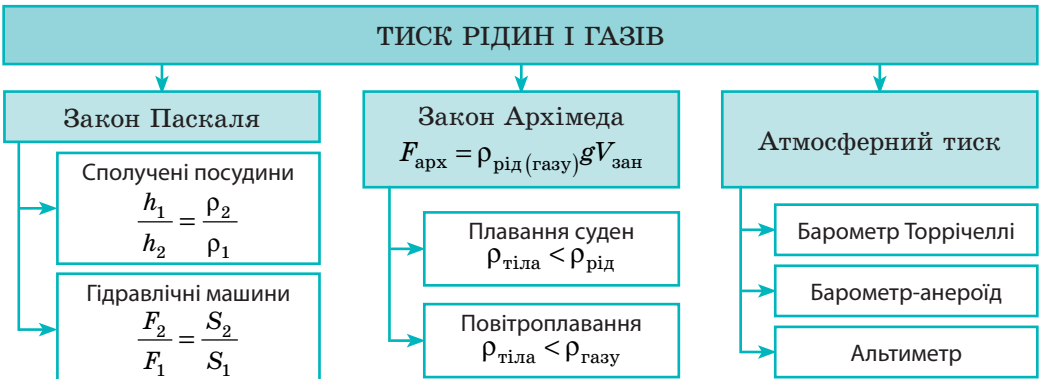 ТИСК РІДИН І ГАЗІВ
Закон Паскаля
Сполучені посудини
h₁/h₂ = ρ₂/ρ₁
Гідравлічні машини
F₂/F₁ = S₂/S₁
Закон Архімеда
Fарх = ρрід(газу)gVзан
Плавання суден
ρтіла < ρрід
Повітроплавання
ρтіла < ρгазу
Атмосферний тиск
Барометр Торрічеллі
Барометр-анероїд
Альтиметр